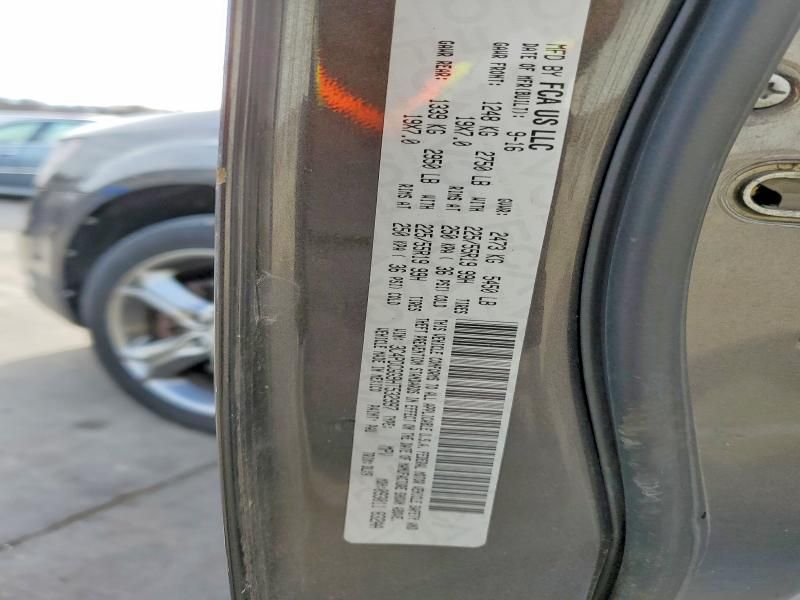 MFD BY FCA US LLC
DATE OF MFR/BUILT: 9-16 GVWR: 2473 KG 5450 LB
GAWR FRONT: 1248 KG 2750 LB WITH 225/55R19 99H TIRES
19X7.0 RIMS AT 250 KPA ( 36 PSI) COLD
GAWR REAR: 1339 KG 2950 LB WITH 225/55R19 99H TIRES
19X7.0 RIMS AT 250 KPA ( 36 PSI) COLD
THIS VEHICLE CONFORMS TO ALL APPLICABLE U.S.A. FEDERAL MOTOR VEHICLE SAFETY AND
THEFT PREVENTION STANDARDS IN EFFECT ON THE DATE OF MANUFACTURE SHOWN ABOVE.
VIN: TYPE: MPV
VEHICLE MADE IN MEXICO PAINT: PAU TRIM: